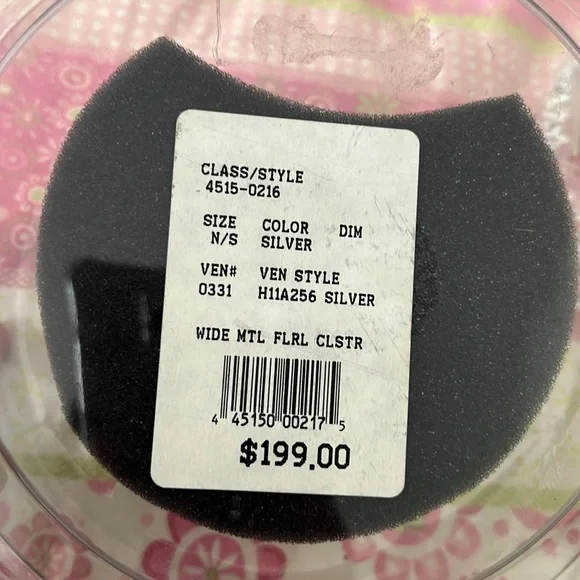 CLASS/STYLE
4515-0216
SIZE COLOR DIM
N/S SILVER
VEN# VEN STYLE
0331 H11A256 SILVER
WIDE MTL FLRL CLSTR
4 45150 00217 5
$199.00